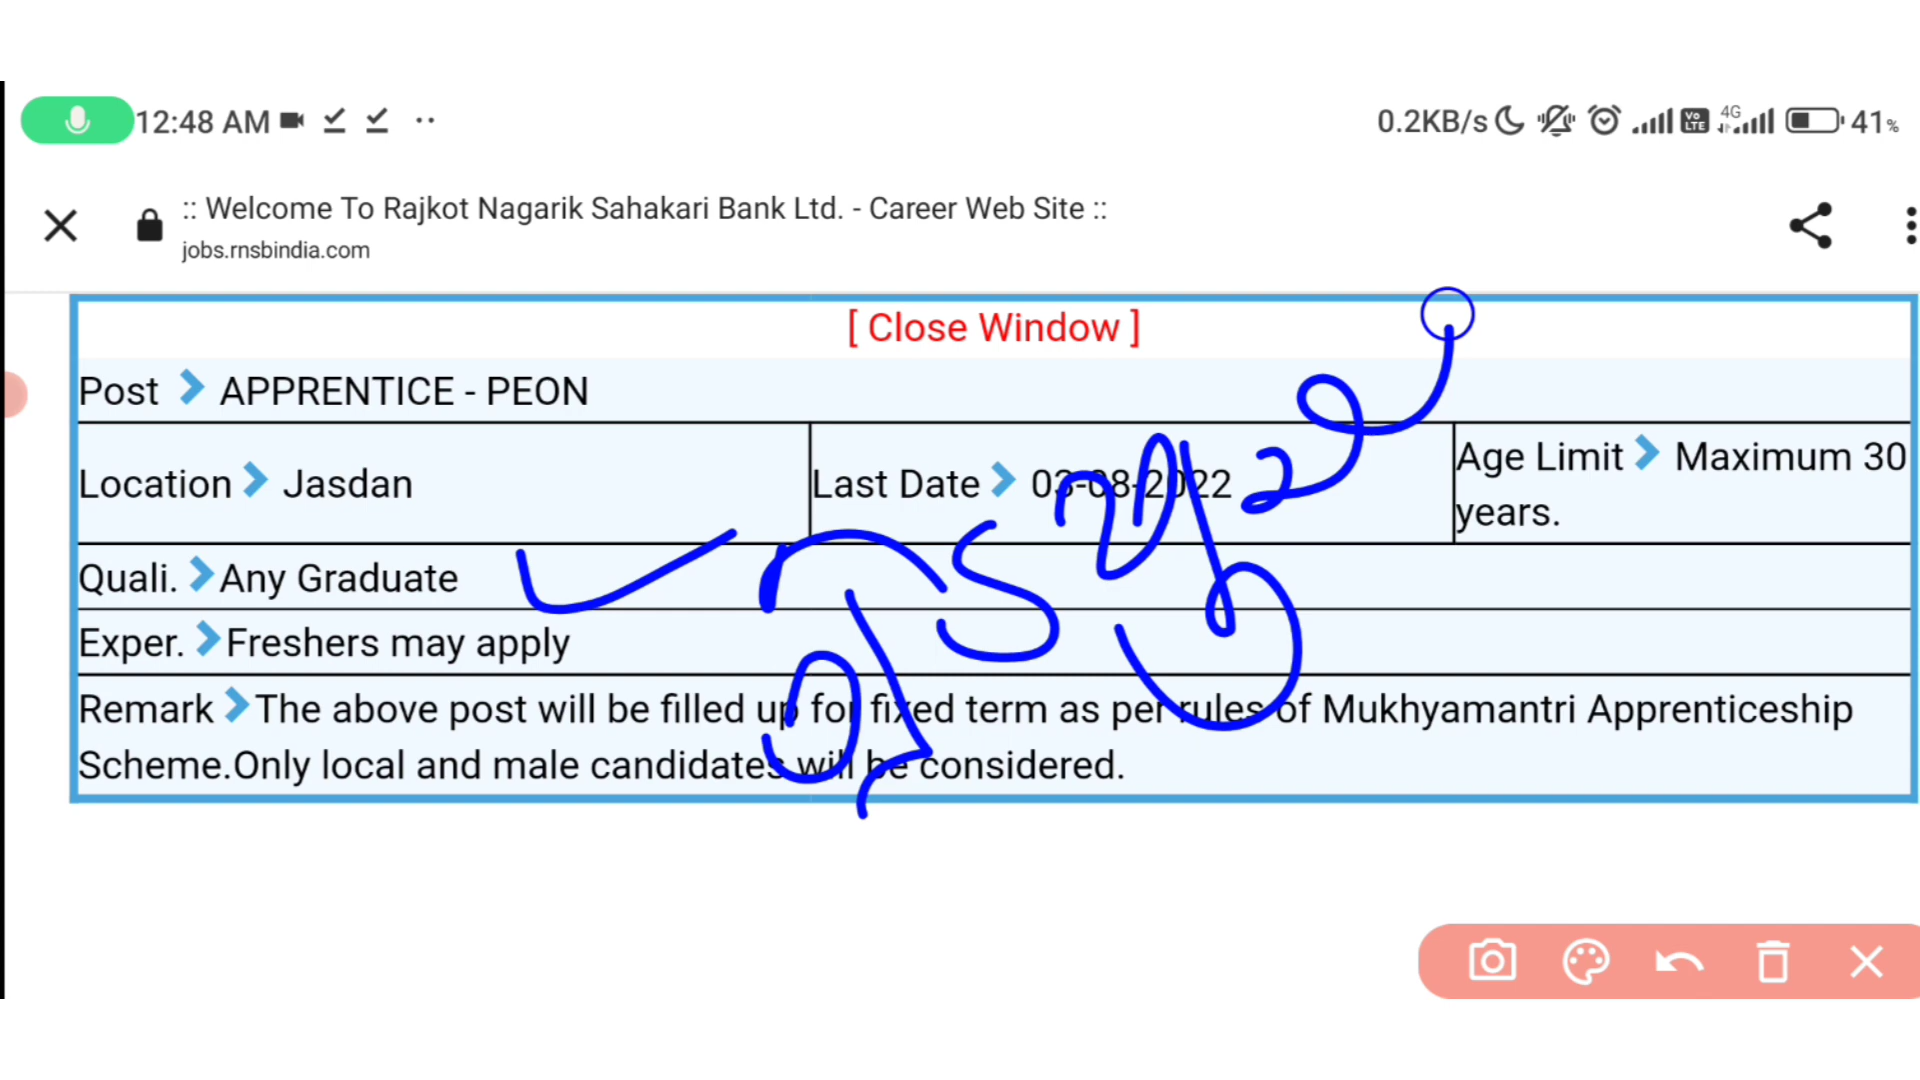 12:48 AM
0.2KB/s
Vo LTE
4G
41%
:: Welcome To Rajkot Nagarik Sahakari Bank Ltd. - Career Web Site ::
jobs.rnsbindia.com
[ Close Window ]
Post APPRENTICE - PEON
Location Jasdan
Last Date 03-08-2022
Age Limit Maximum 30 years.
Quali. Any Graduate
Exper. Freshers may apply
Remark The above post will be filled up for fixed term as per rules of Mukhyamantri Apprenticeship
Scheme.Only local and male candidates will be considered.